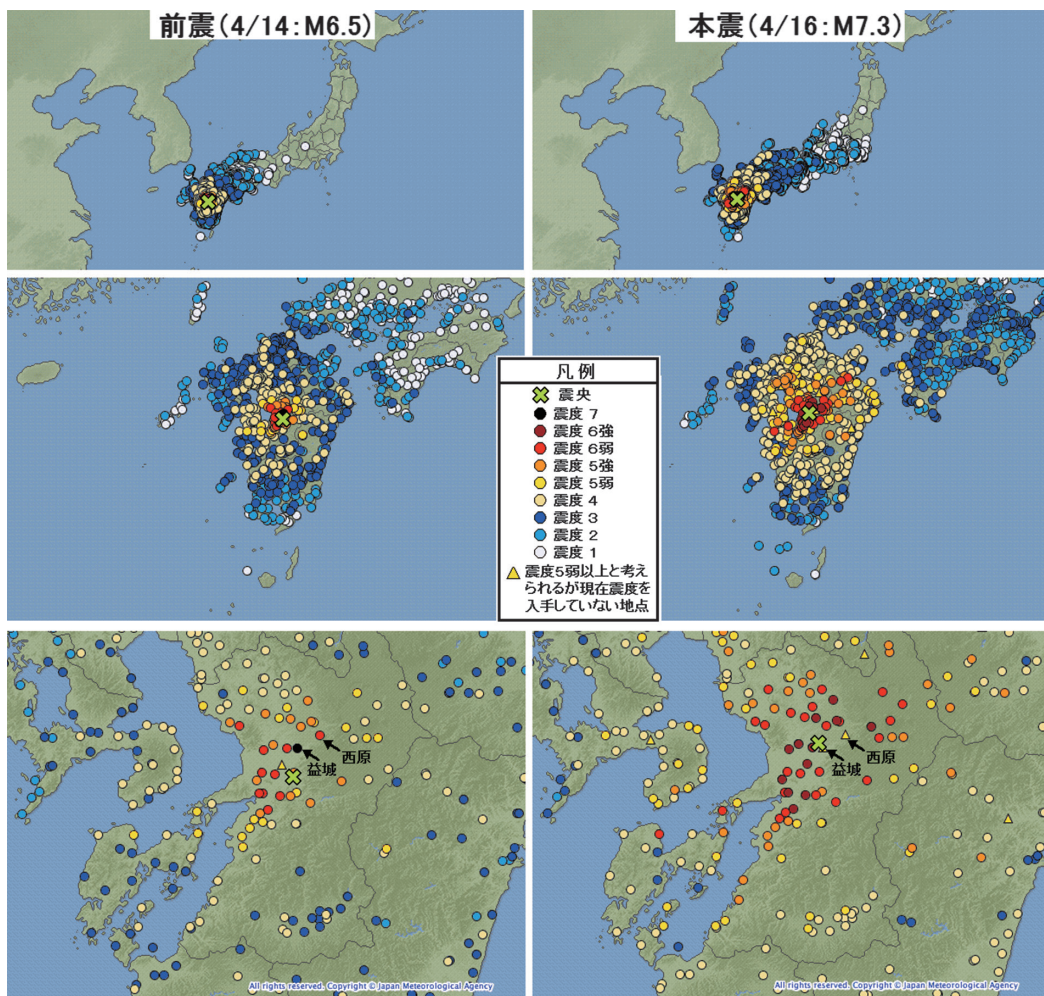 前震(4/14:M6.5)
本震(4/16:M7.3)
凡例
震央
震度 7
震度 6強
震度 6弱
震度 5強
震度 5弱
震度 4
震度 3
震度 2
震度 1
震度5弱以上と考え
られるが現在震度を
入手していない地点
西原
益城
西原
益城
All rights reserved. Copyright © Japan Meteorological Agency
All rights reserved. Copyright © Japan Meteorological Agency